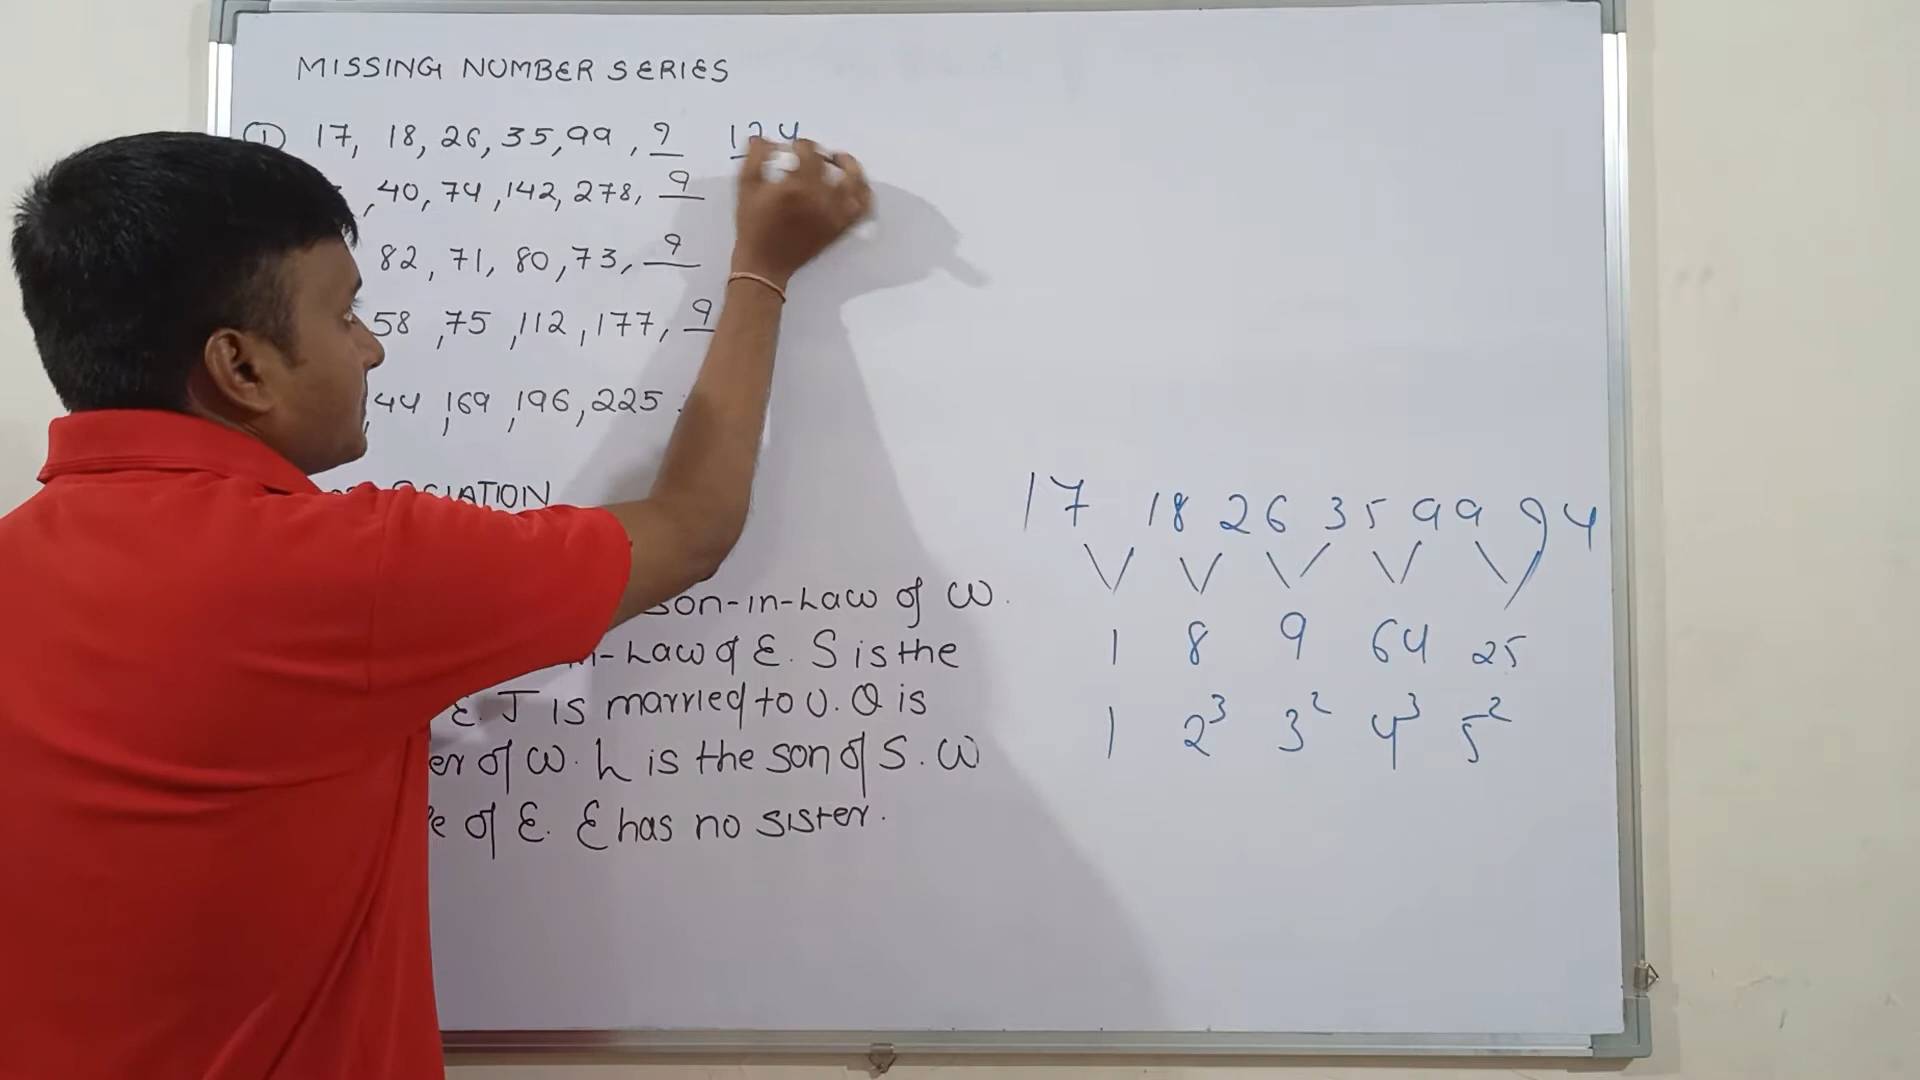 MISSING NUMBER SERIES
① 17, 18, 26, 35, 99, ? 124
, 40, 74, 142, 278, ?
82, 71, 80, 73, ?
58, 75, 112, 177, ?
44, 169, 196, 225
CIATION
son-in-Law of W.
-Law of E. S is the
E. J is married to U. Q is
er of W. L is the son of S. W
of E. E has no sister.
17 18 26 35 99 ?
1 8 9 64 25
1 2³ 3² 4³ 5²